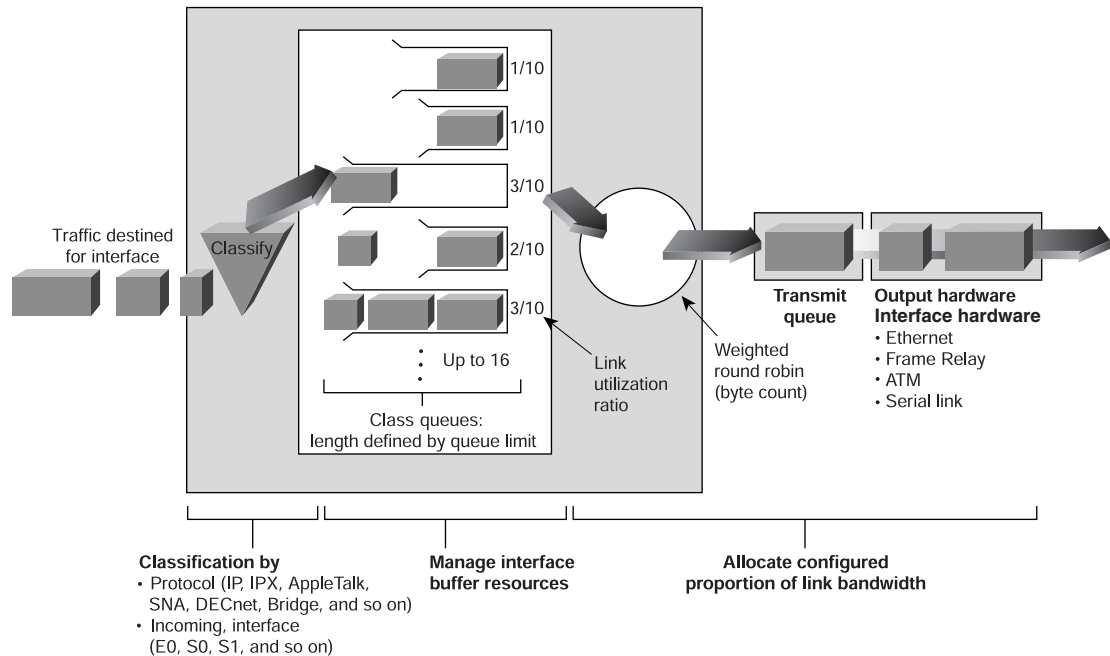 1/10
1/10
3/10
2/10
3/10
Traffic destined
for interface
Classify
Up to 16
Class queues:
length defined by queue limit
Link
utilization
ratio
Weighted
round robin
(byte count)
Transmit
queue
Output hardware
Interface hardware
• Ethernet
• Frame Relay
• ATM
• Serial link
Classification by
• Protocol (IP, IPX, AppleTalk,
SNA, DECnet, Bridge, and so on)
• Incoming, interface
(E0, S0, S1, and so on)
Manage interface
buffer resources
Allocate configured
proportion of link bandwidth